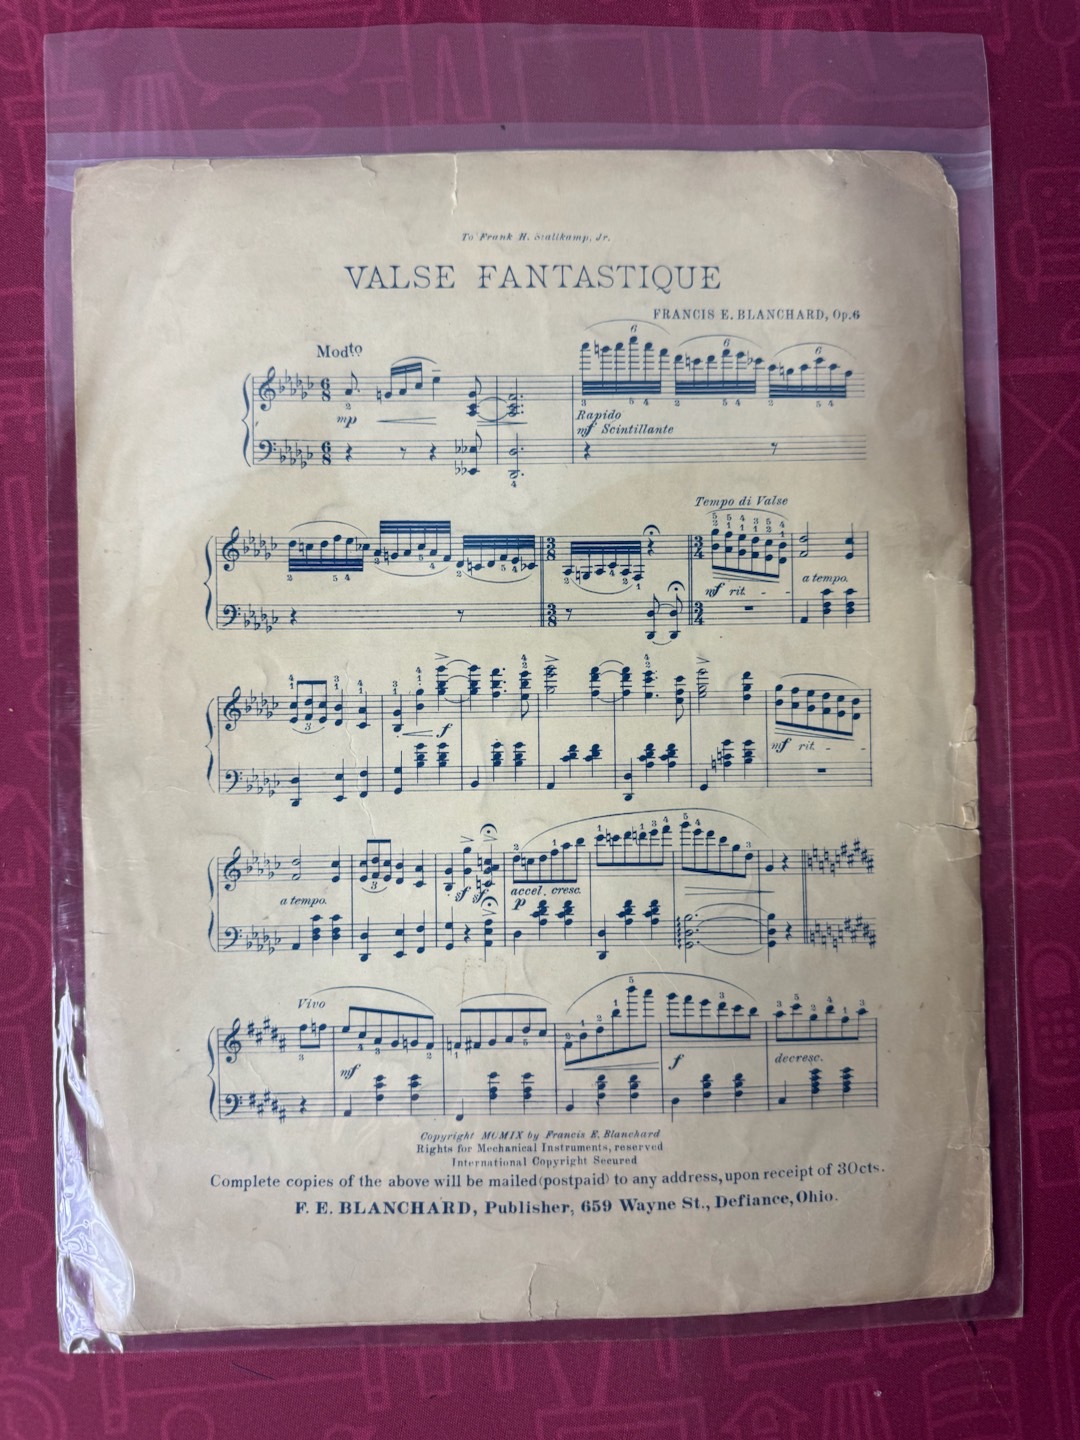 To Frank H. Stallkamp, Jr.
VALSE FANTASTIQUE
FRANCIS E. BLANCHARD, Op. 6
Modto
mp
Rapido
mf Scintillante
Tempo di Valse
mf rit.
a tempo.
f
mf rit.
a tempo.
sf sf
accel. cresc.
p
Vivo
mf
f
decresc.
Copyright MCMIX by Francis E. Blanchard
Rights for Mechanical Instruments, reserved
International Copyright Secured
Complete copies of the above will be mailed (postpaid) to any address, upon receipt of 30cts.
F. E. BLANCHARD, Publisher, 659 Wayne St., Defiance, Ohio.